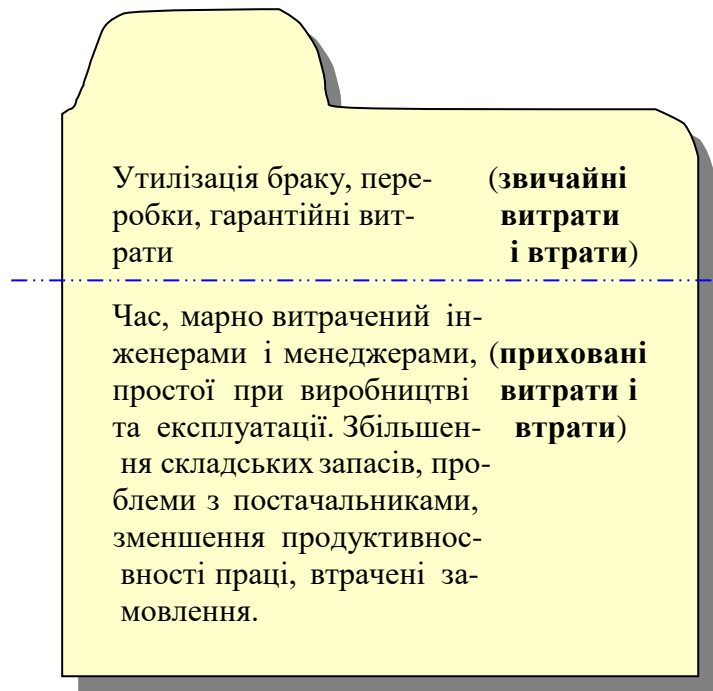 Утилізація браку, пере- (звичайні
робки, гарантійні вит- витрати
рати і втрати)
Час, марно витрачений ін-
женерами і менеджерами, (приховані
простої при виробництві витрати і
та експлуатації. Збільшен- втрати)
ня складських запасів, про-
блеми з постачальниками,
зменшення продуктивнос-
вності праці, втрачені за-
мовлення.